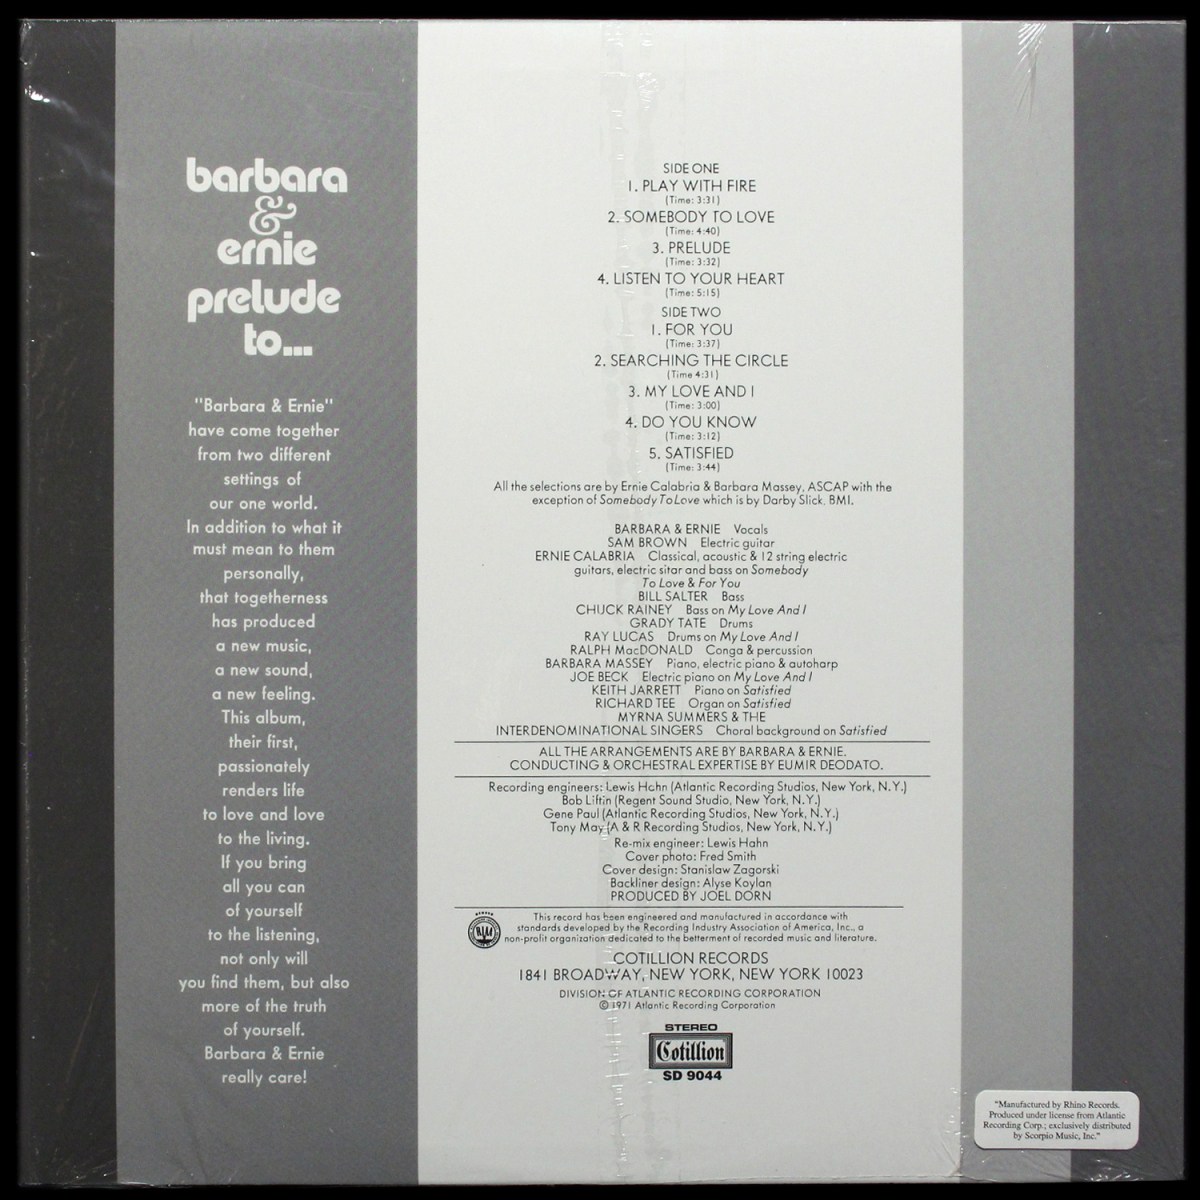 barbara
&
ernie
prelude
to...
"Barbara & Ernie"
have come together
from two different
settings of
our one world.
In addition to what it
must mean to them
personally,
that togetherness
has produced
a new music,
a new sound,
a new feeling.
This album,
their first,
passionately
renders life
to love and love
to the living.
If you bring
all you can
of yourself
to the listening,
not only will
you find them, but also
more of the truth
of yourself.
Barbara & Ernie
really care!
SIDE ONE
1. PLAY WITH FIRE
(Time: 3:31)
2. SOMEBODY TO LOVE
(Time: 4:40)
3. PRELUDE
(Time: 3:32)
4. LISTEN TO YOUR HEART
(Time: 5:15)
SIDE TWO
1. FOR YOU
(Time: 3:37)
2. SEARCHING THE CIRCLE
(Time 4:31)
3. MY LOVE AND I
(Time: 3:00)
4. DO YOU KNOW
(Time: 3:12)
5. SATISFIED
(Time: 3:44)
All the selections are by Ernie Calabria & Barbara Massey, ASCAP with the
exception of Somebody To Love which is by Darby Slick, BMI.
BARBARA & ERNIE Vocals
SAM BROWN Electric guitar
ERNIE CALABRIA Classical, acoustic & 12 string electric
guitars, electric sitar and bass on Somebody
To Love & For You
BILL SALTER Bass
CHUCK RAINEY Bass on My Love And I
GRADY TATE Drums
RAY LUCAS Drums on My Love And I
RALPH MacDONALD Conga & percussion
BARBARA MASSEY Piano, electric piano & autoharp
JOE BECK Electric piano on My Love And I
KEITH JARRETT Piano on Satisfied
RICHARD TEE Organ on Satisfied
MYRNA SUMMERS & THE
INTERDENOMINATIONAL SINGERS Choral background on Satisfied
ALL THE ARRANGEMENTS ARE BY BARBARA & ERNIE.
CONDUCTING & ORCHESTRAL EXPERTISE BY EUMIR DEODATO.
Recording engineers: Lewis Hahn (Atlantic Recording Studios, New York, N.Y.)
Bob Liftin (Regent Sound Studio, New York, N.Y.)
Gene Paul (Atlantic Recording Studios, New York, N.Y.)
Tony May (A & R Recording Studios, New York, N.Y.)
Re-mix engineer: Lewis Hahn
Cover photo: Fred Smith
Cover design: Stanislaw Zagorski
Backliner design: Alyse Koylan
PRODUCED BY JOEL DORN
RIAA
This record has been engineered and manufactured in accordance with
standards developed by the Recording Industry Association of America, Inc., a
non-profit organization dedicated to the betterment of recorded music and literature.
COTILLION RECORDS
1841 BROADWAY, NEW YORK, NEW YORK 10023
DIVISION OF ATLANTIC RECORDING CORPORATION
© 1971 Atlantic Recording Corporation
STEREO
Cotillion
SD 9044
"Manufactured by Rhino Records.
Produced under license from Atlantic
Recording Corp.; exclusively distributed
by Scorpio Music, Inc."